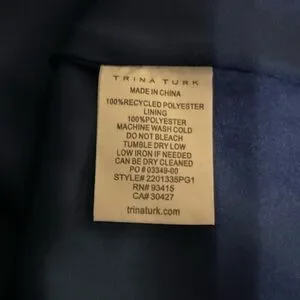 TRINA TURK
MADE IN CHINA
100%RECYCLED POLYESTER
LINING
100%POLYESTER
MACHINE WASH COLD
DO NOT BLEACH
TUMBLE DRY LOW
LOW IRON IF NEEDED
CAN BE DRY CLEANED
PO # 03349-00
STYLE# 2201335PG1
RN# 93415
CA# 30427
trinaturk.com